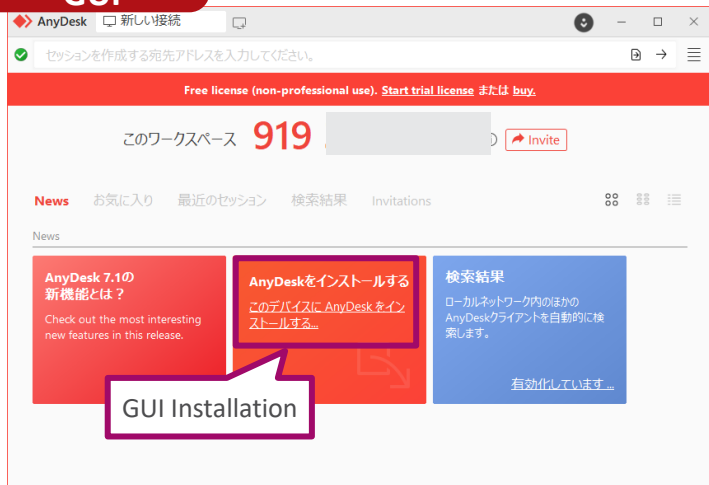 GUI
AnyDesk
新しい接続
セッションを作成する宛先アドレスを入力してください。
Free license (non-professional use). Start trial license または buy.
このワークスペース 919
Invite
News お気に入り 最近のセッション 検索結果 Invitations
News
AnyDesk 7.1の
新機能とは？
Check out the most interesting
new features in this release.
AnyDeskをインストールする
このデバイスに AnyDesk をイン
ストールする...
検索結果
ローカルネットワーク内のほかの
AnyDeskクライアントを自動的に検
索します。
有効化しています ...
GUI Installation